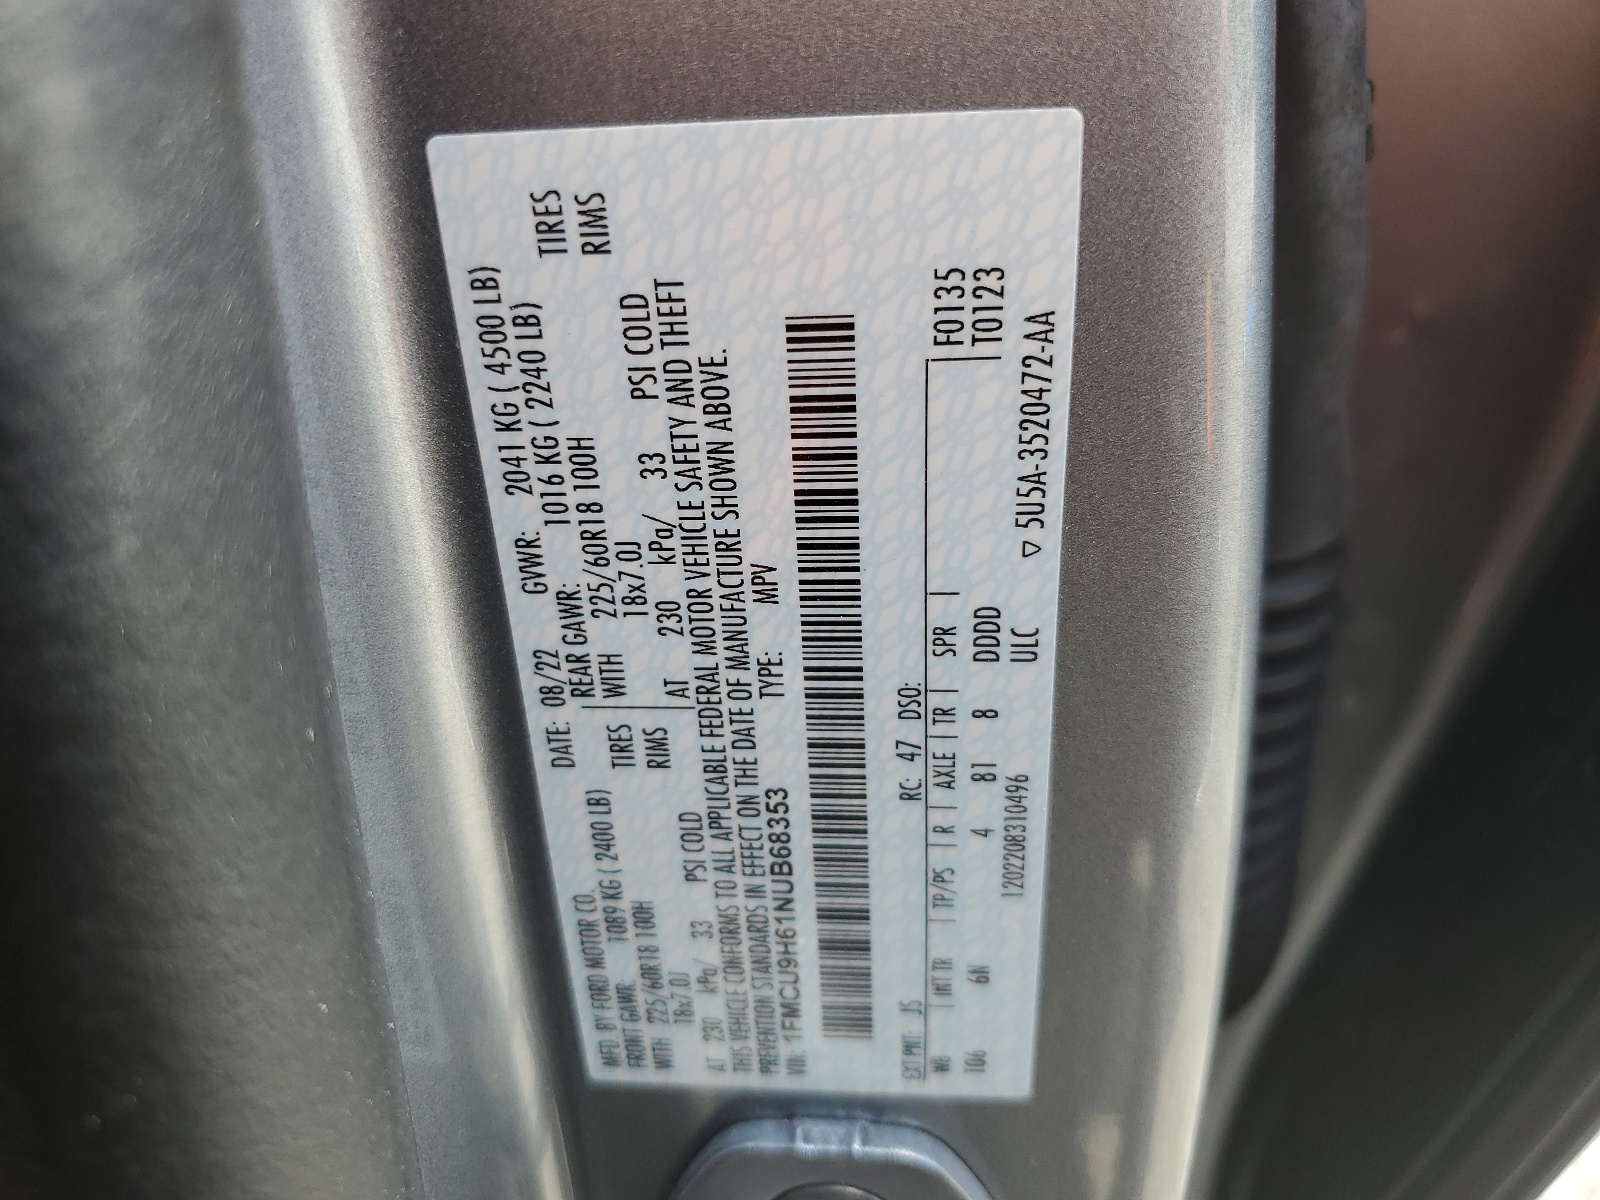 MFD. BY FORD MOTOR CO.
DATE: 08/22 GVWR: 2041 KG ( 4500 LB)
FRONT GAWR: 1089 KG ( 2400 LB) REAR GAWR: 1016 KG ( 2240 LB)
WITH 225/60R18 100H TIRES WITH 225/60R18 100H TIRES
18x7.0J RIMS 18x7.0J RIMS
AT 230 kPa/ 33 PSI COLD AT 230 kPa/ 33 PSI COLD
THIS VEHICLE CONFORMS TO ALL APPLICABLE FEDERAL MOTOR VEHICLE SAFETY AND THEFT
PREVENTION STANDARDS IN EFFECT ON THE DATE OF MANUFACTURE SHOWN ABOVE.
VIN: 1FMCU9H61NUB68353 TYPE: MPV
EXT PNT: JS RC: 47 DSO:
WB INT TR TP/PS R AXLE TR SPR F0135
106 6N 4 81 8 DDDD T0123
1202208310496 ULC ▽ 5U5A-3520472-AA